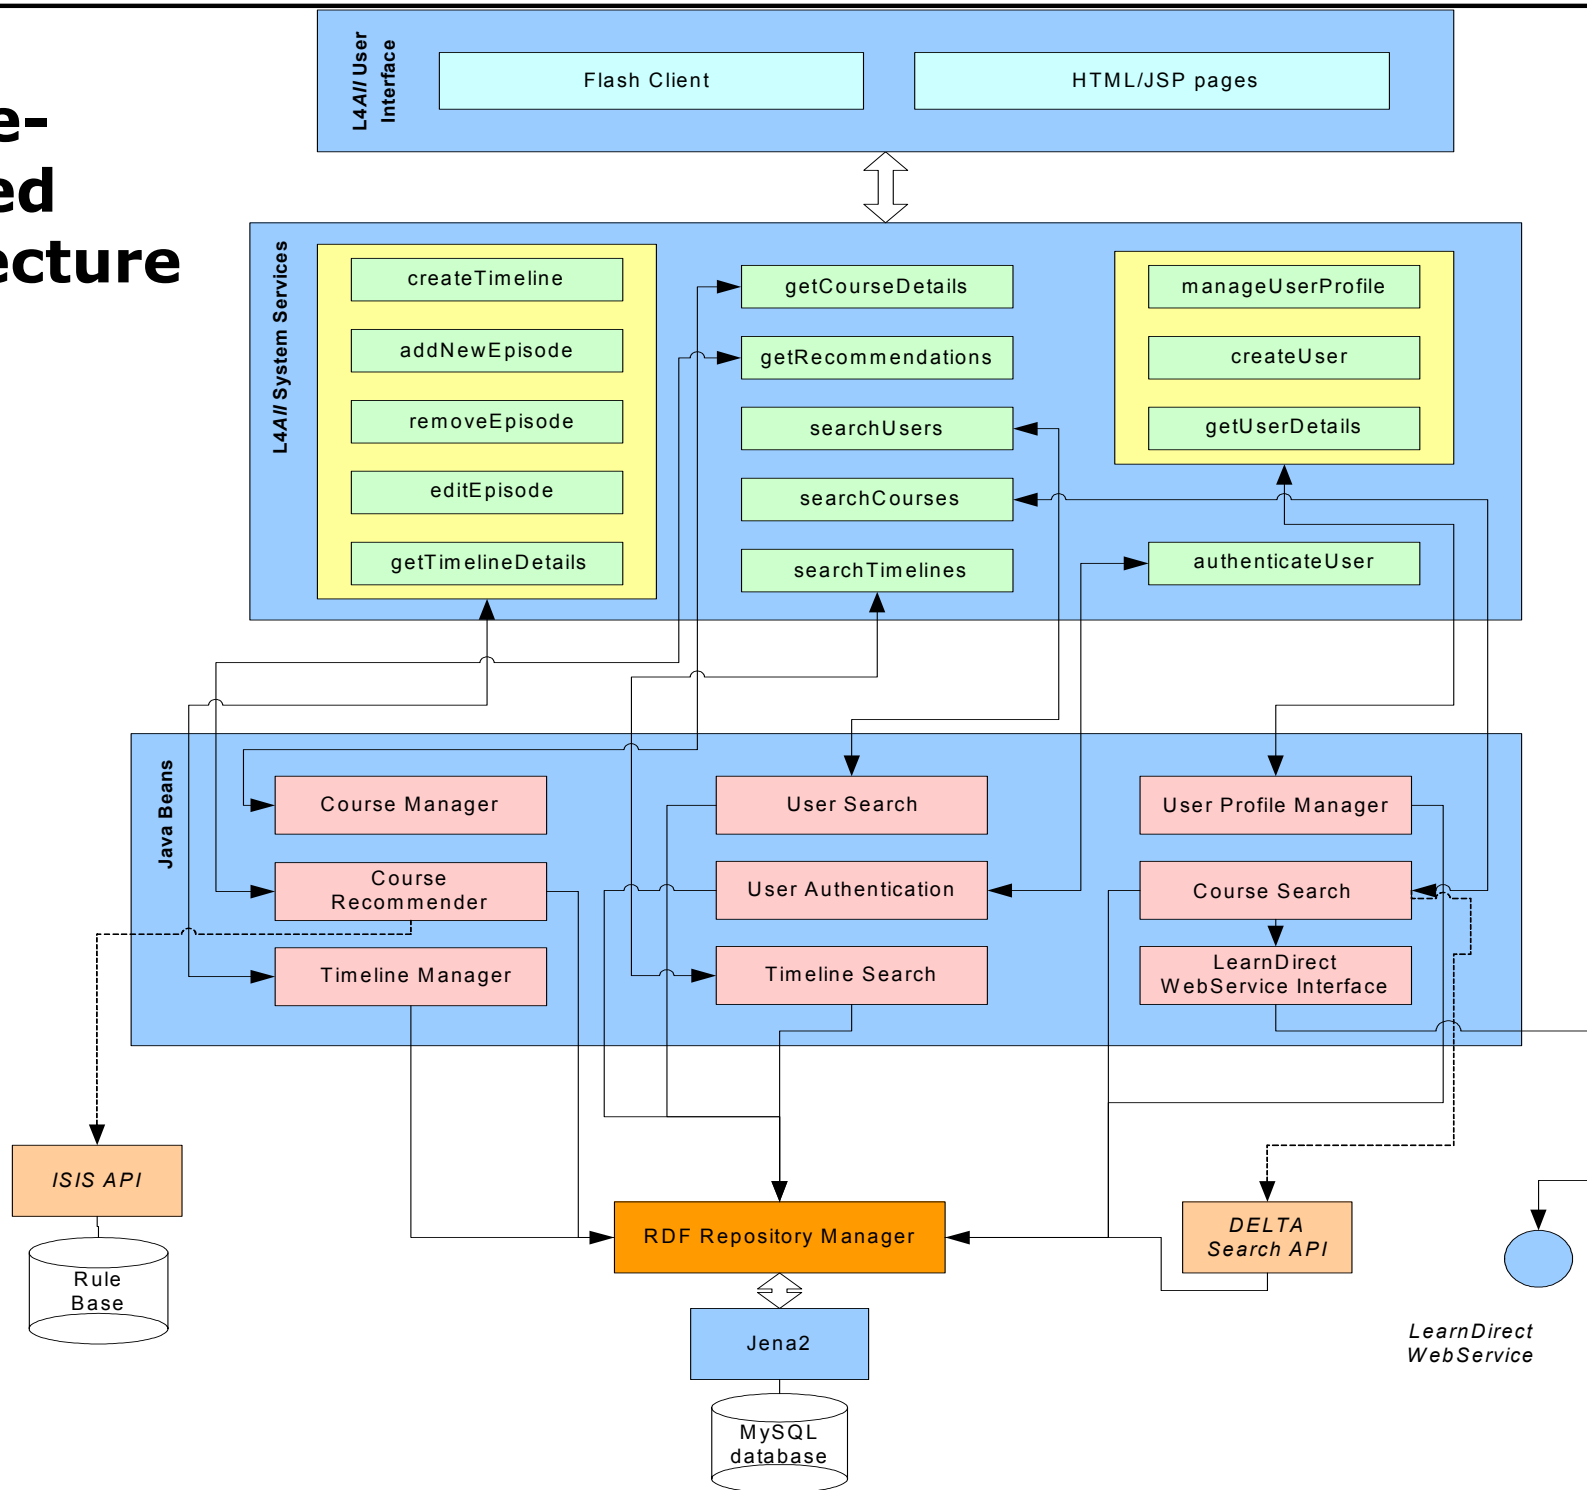 e-
ed
ecture
L4All User
Interface
Flash Client
HTML/JSP pages
L4All System Services
createTimeline
addNewEpisode
removeEpisode
editEpisode
getTimelineDetails
getCourseDetails
getRecommendations
searchUsers
searchCourses
searchTimelines
manageUserProfile
createUser
getUserDetails
authenticateUser
Java Beans
Course Manager
Course
Recommender
Timeline Manager
User Search
User Authentication
Timeline Search
User Profile Manager
Course Search
LearnDirect
WebService Interface
ISIS API
Rule
Base
RDF Repository Manager
Jena2
MySQL
database
DELTA
Search API
LearnDirect
WebService